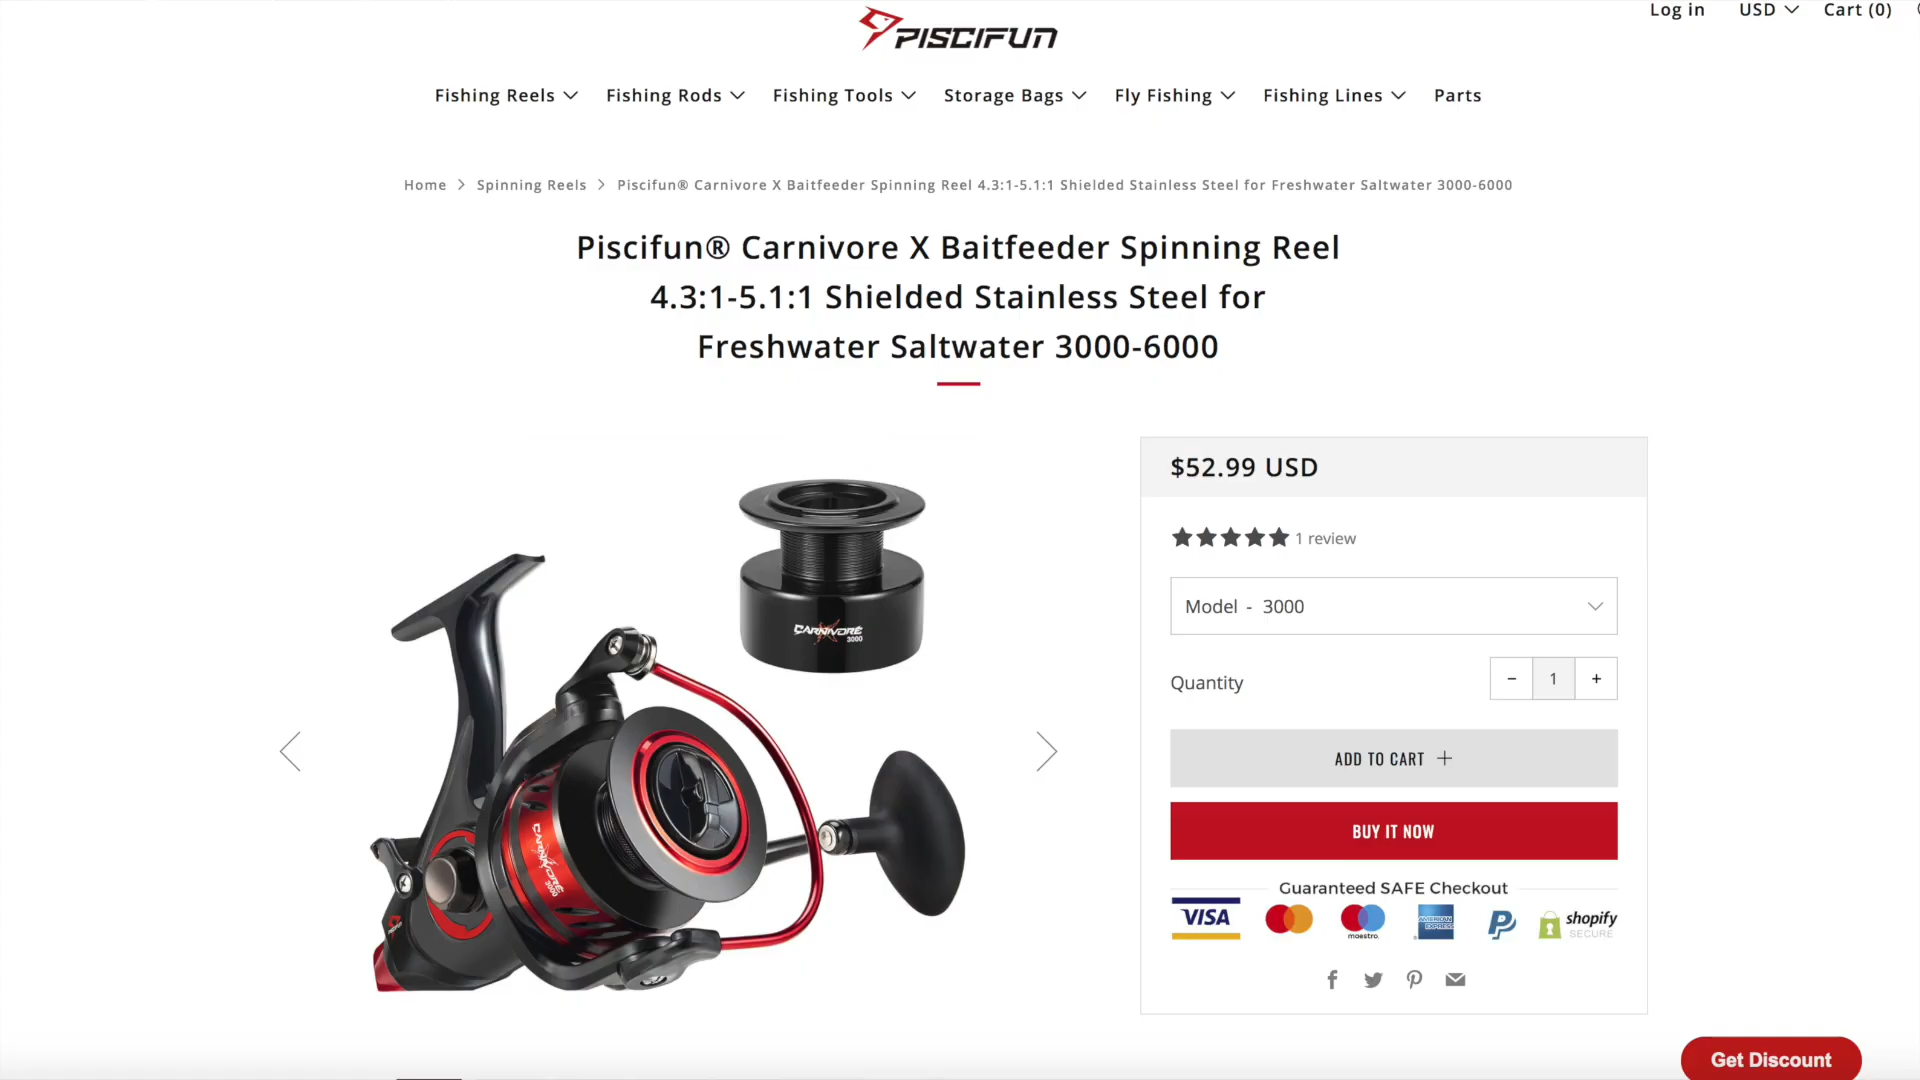 Log in
USD
Cart (0)
PISCIFUN
Fishing Reels
Fishing Rods
Fishing Tools
Storage Bags
Fly Fishing
Fishing Lines
Parts
Home > Spinning Reels > Piscifun® Carnivore X Baitfeeder Spinning Reel 4.3:1-5.1:1 Shielded Stainless Steel for Freshwater Saltwater 3000-6000
Piscifun® Carnivore X Baitfeeder Spinning Reel
4.3:1-5.1:1 Shielded Stainless Steel for
Freshwater Saltwater 3000-6000
CARNIVORE
3000
CARNIVORE
3000
$52.99 USD
1 review
Model - 3000
Quantity
− 1 +
ADD TO CART +
BUY IT NOW
Guaranteed SAFE Checkout
VISA
maestro.
AMERICAN
EXPRESS
shopify
SECURE
Get Discount